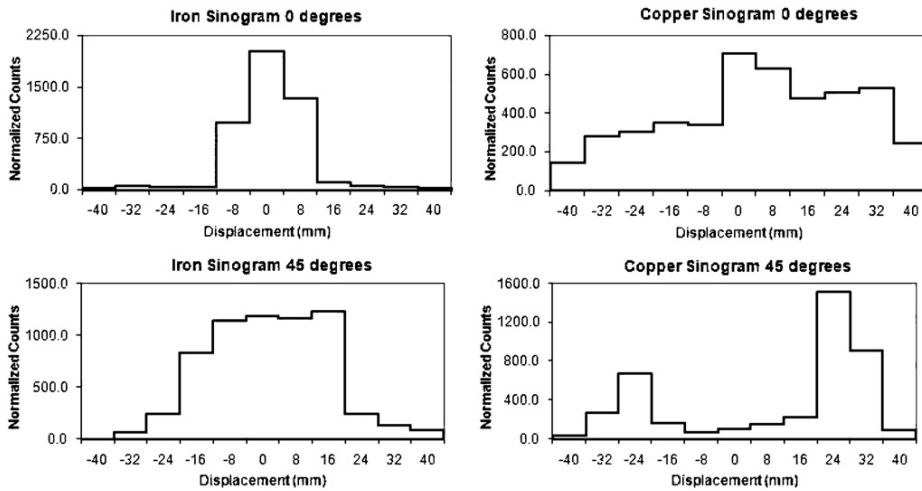 Iron Sinogram 0 degrees
2250.0
1500.0
750.0
0.0
Normalized Counts
-40 -32 -24 -16 -8 0 8 16 24 32 40
Displacement (mm)
Copper Sinogram 0 degrees
800.0
600.0
400.0
200.0
0.0
Normalized Counts
-40 -32 -24 -16 -8 0 8 16 24 32 40
Displacement (mm)
Iron Sinogram 45 degrees
1500.0
1000.0
500.0
0.0
Normalized Counts
-40 -32 -24 -16 -8 0 8 16 24 32 40
Displacement (mm)
Copper Sinogram 45 degrees
1600.0
1200.0
800.0
400.0
0.0
Normalized Counts
-40 -32 -24 -16 -8 0 8 16 24 32 40
Displacement (mm)